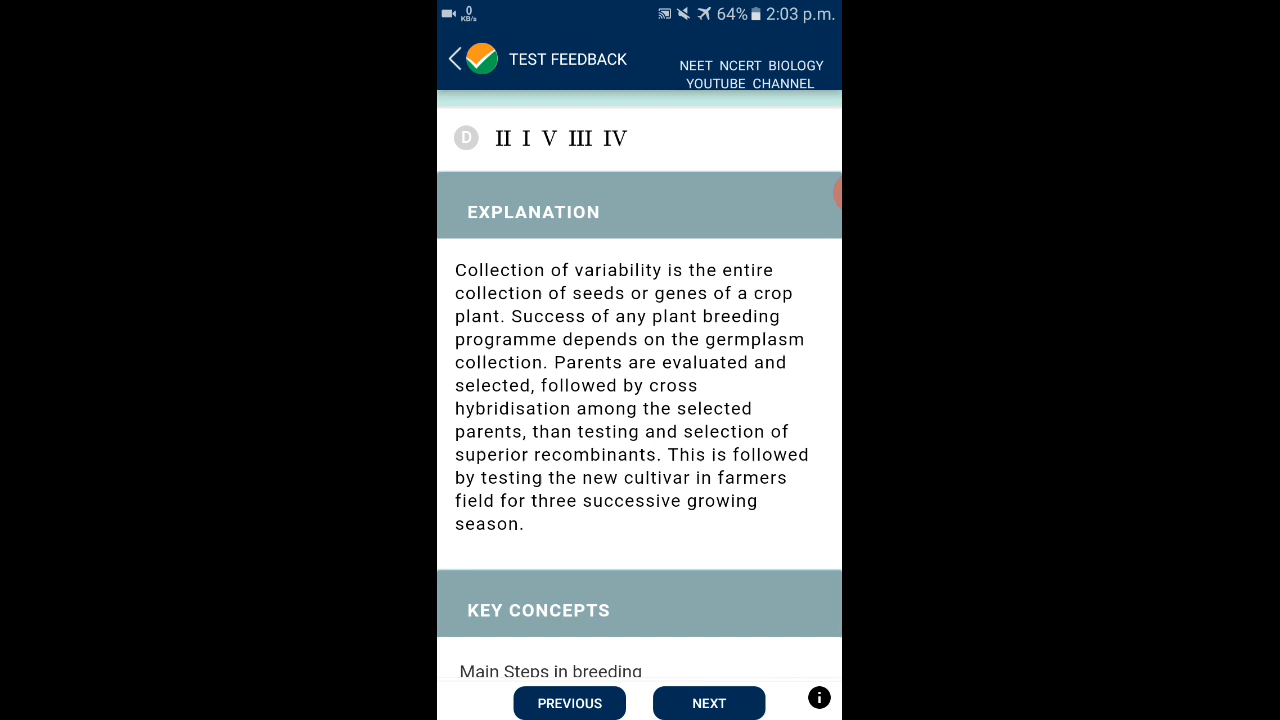 0
KB/s
64% 2:03 p.m.
TEST FEEDBACK
NEET NCERT BIOLOGY
YOUTUBE CHANNEL
D II I V III IV
EXPLANATION
Collection of variability is the entire
collection of seeds or genes of a crop
plant. Success of any plant breeding
programme depends on the germplasm
collection. Parents are evaluated and
selected, followed by cross
hybridisation among the selected
parents, than testing and selection of
superior recombinants. This is followed
by testing the new cultivar in farmers
field for three successive growing
season.
KEY CONCEPTS
Main Steps in breeding
PREVIOUS NEXT